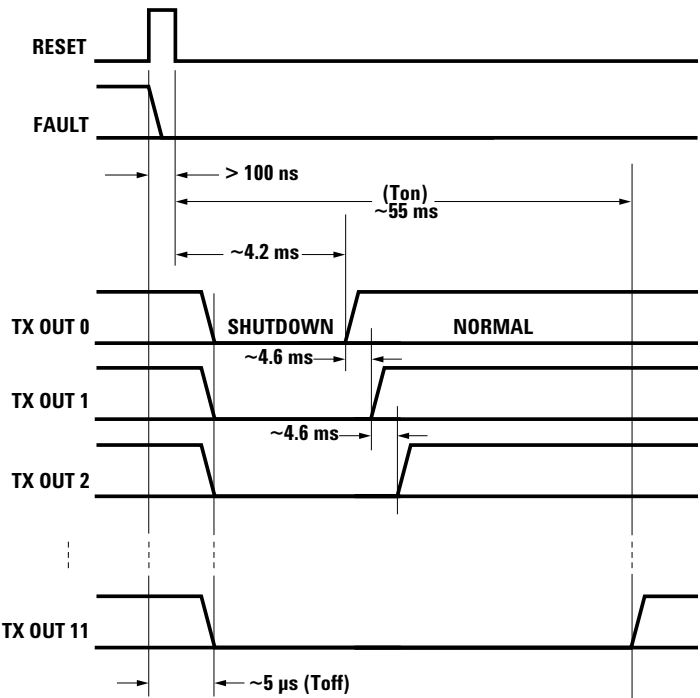 RESET
FAULT
> 100 ns
(Ton)
~55 ms
~4.2 ms
TX OUT 0
SHUTDOWN
NORMAL
~4.6 ms
TX OUT 1
~4.6 ms
TX OUT 2
TX OUT 11
~5 µs (Toff)